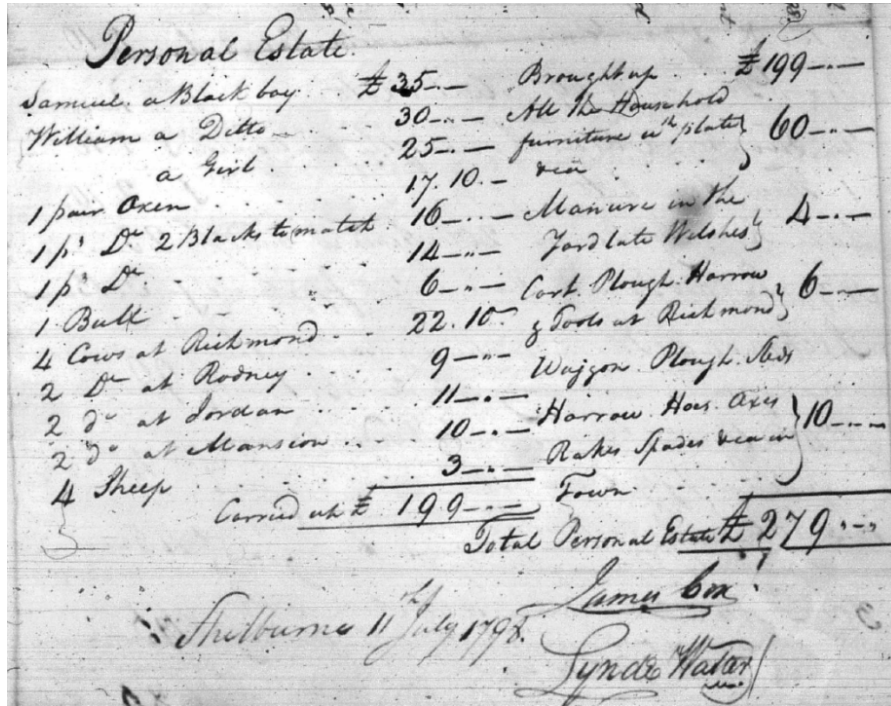 Personal Estate
Samuel a Black boy . £ 35 -.-
William a Ditto - 30 -"-
a Girl . . . 25 -.-
1 pair Oxen . . . 17.10.-
1 pr Do 2 Blacks to match . 16 -.-
1 pr Do . . . 14 -"-
1 Bull . . . 6 -"-
4 Cows at Richmond . . . 22.10-
2 Do at Rodney . . . 9 -"-
2 do at Jordan . . . 11 -.-
2 do at Mansion . . . 10 -.-
4 Sheep . . . 3 -"-
Carried up £ 199 -.-
Brought up . £ 199 -.-
All the Household
furniture wth plate } 60 -.-
&ca
Manure in the
Yard late Welshes } 4 -.-
Cart. Plough. Harrow
& Tools at Richmond } 6 -.-
Waggon. Plough. Sleds
Harrow. Hoes. Axes
Rakes Spades &ca in } 10 -.-
Town
Total Personal Estate £ 279 "-"
James Cox
Shelburne 11th July 1798.
Lynde Walter